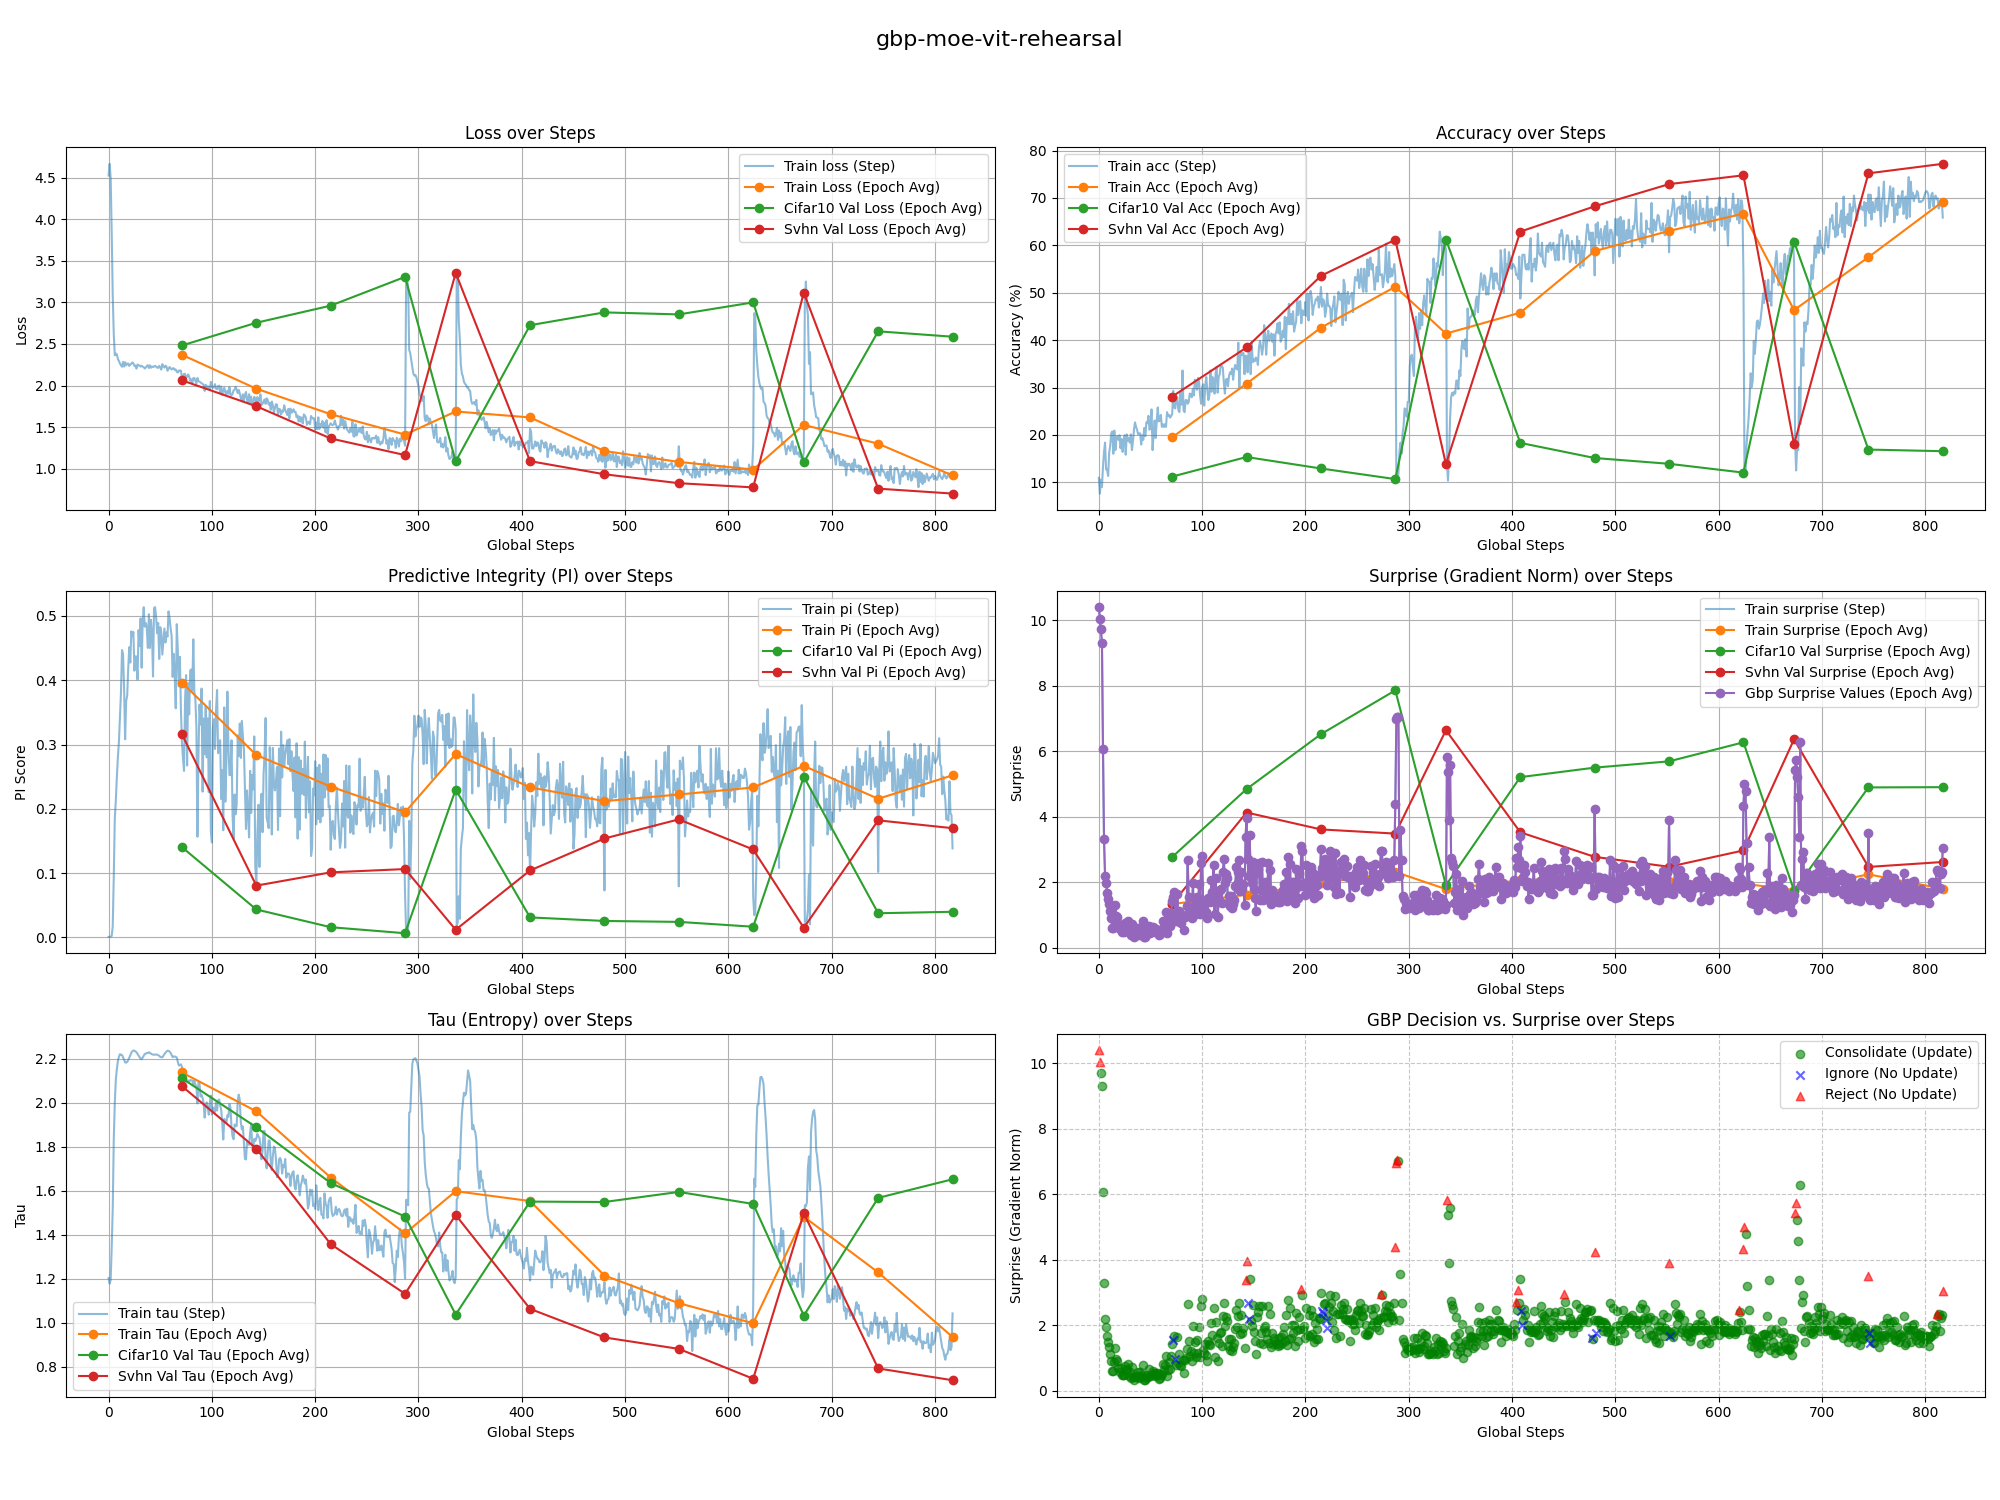 gbp-moe-vit-rehearsal
Loss over Steps
Train loss (Step)
Train Loss (Epoch Avg)
Cifar10 Val Loss (Epoch Avg)
Svhn Val Loss (Epoch Avg)
4.5
4.0
3.5
3.0
2.5
2.0
1.5
1.0
Loss
0 100 200 300 400 500 600 700 800
Global Steps
Accuracy over Steps
Train acc (Step)
Train Acc (Epoch Avg)
Cifar10 Val Acc (Epoch Avg)
Svhn Val Acc (Epoch Avg)
80
70
60
50
40
30
20
10
Accuracy (%)
0 100 200 300 400 500 600 700 800
Global Steps
Predictive Integrity (PI) over Steps
Train pi (Step)
Train Pi (Epoch Avg)
Cifar10 Val Pi (Epoch Avg)
Svhn Val Pi (Epoch Avg)
0.5
0.4
0.3
0.2
0.1
0.0
PI Score
0 100 200 300 400 500 600 700 800
Global Steps
Surprise (Gradient Norm) over Steps
Train surprise (Step)
Train Surprise (Epoch Avg)
Cifar10 Val Surprise (Epoch Avg)
Svhn Val Surprise (Epoch Avg)
Gbp Surprise Values (Epoch Avg)
10
8
6
4
2
0
Surprise
0 100 200 300 400 500 600 700 800
Global Steps
Tau (Entropy) over Steps
2.2
2.0
1.8
1.6
1.4
1.2
1.0
0.8
Tau
Train tau (Step)
Train Tau (Epoch Avg)
Cifar10 Val Tau (Epoch Avg)
Svhn Val Tau (Epoch Avg)
0 100 200 300 400 500 600 700 800
Global Steps
GBP Decision vs. Surprise over Steps
Consolidate (Update)
Ignore (No Update)
Reject (No Update)
10
8
6
4
2
0
Surprise (Gradient Norm)
0 100 200 300 400 500 600 700 800
Global Steps